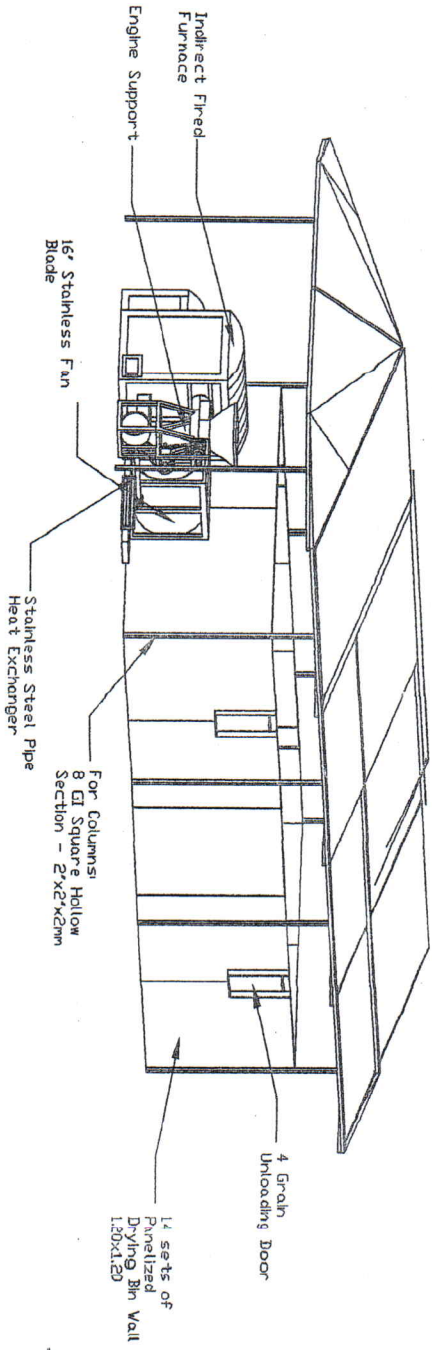 Indirect Fired
Furnace
Engine Support
16" Stainless Fan
Blade
Stainless Steel Pipe
Heat Exchanger
For Columns:
8 GI Square Hollow
Section - 2"x2"x2mm
4 Grain
Unloading Door
sets of
Panelized
Drying Bin Wall
1.20x1.20